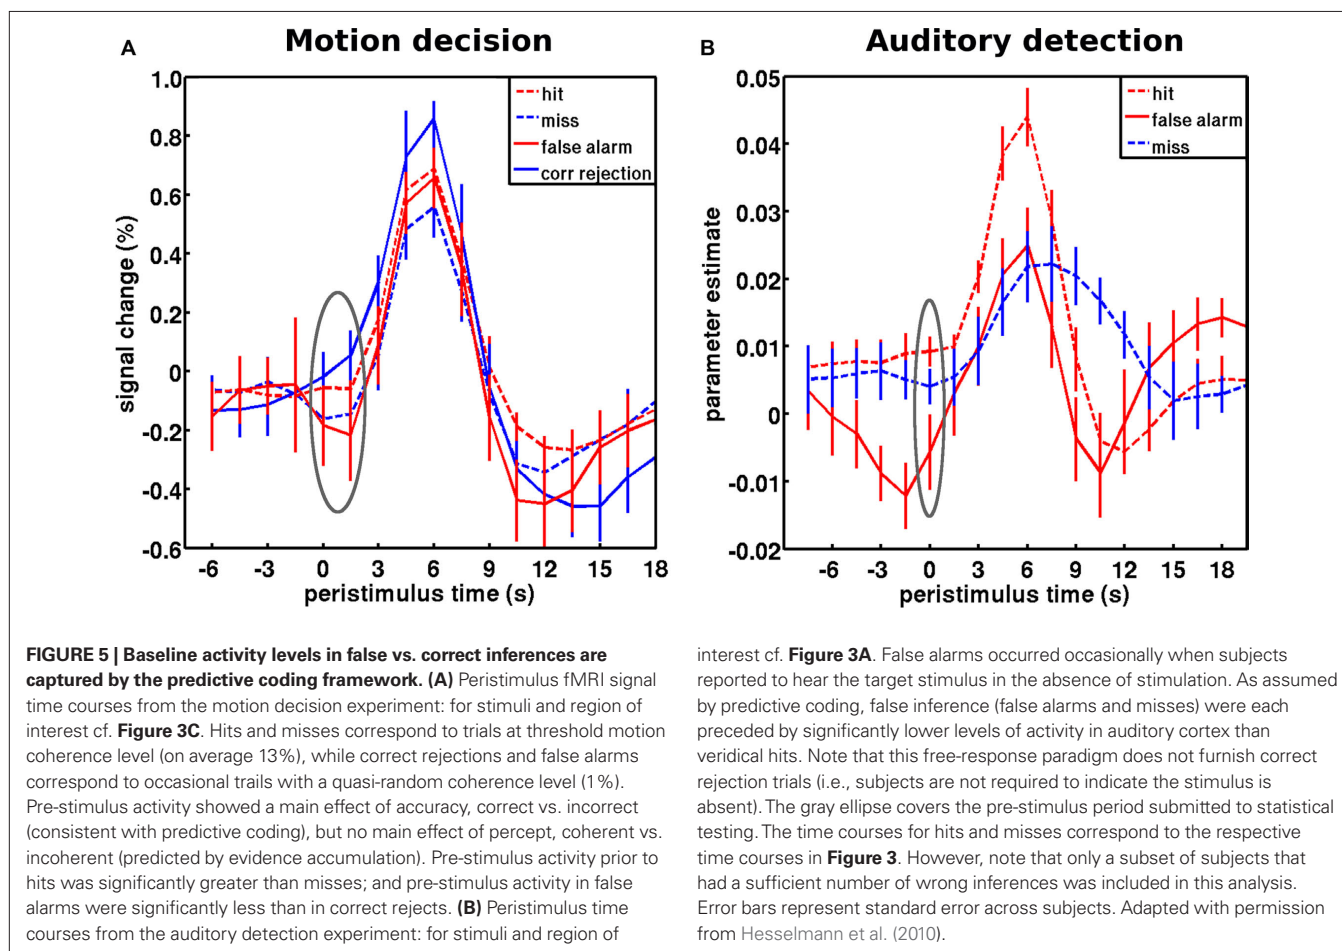 A
Motion decision
1.0
0.8
0.6
0.4
0.2
0
-0.2
-0.4
-0.6
signal change (%)
hit
miss
false alarm
corr rejection
-6 -3 0 3 6 9 12 15 18
peristimulus time (s)
B
Auditory detection
0.05
0.04
0.03
0.02
0.01
0
-0.01
-0.02
parameter estimate
hit
false alarm
miss
-6 -3 0 3 6 9 12 15 18
peristimulus time (s)
FIGURE 5 | Baseline activity levels in false vs. correct inferences are
captured by the predictive coding framework. (A) Peristimulus fMRI signal
time courses from the motion decision experiment: for stimuli and region of
interest cf. Figure 3C. Hits and misses correspond to trials at threshold motion
coherence level (on average 13%), while correct rejections and false alarms
correspond to occasional trails with a quasi-random coherence level (1%).
Pre-stimulus activity showed a main effect of accuracy, correct vs. incorrect
(consistent with predictive coding), but no main effect of percept, coherent vs.
incoherent (predicted by evidence accumulation). Pre-stimulus activity prior to
hits was significantly greater than misses; and pre-stimulus activity in false
alarms were significantly less than in correct rejects. (B) Peristimulus time
courses from the auditory detection experiment: for stimuli and region of
interest cf. Figure 3A. False alarms occurred occasionally when subjects
reported to hear the target stimulus in the absence of stimulation. As assumed
by predictive coding, false inference (false alarms and misses) were each
preceded by significantly lower levels of activity in auditory cortex than
veridical hits. Note that this free-response paradigm does not furnish correct
rejection trials (i.e., subjects are not required to indicate the stimulus is
absent). The gray ellipse covers the pre-stimulus period submitted to statistical
testing. The time courses for hits and misses correspond to the respective
time courses in Figure 3. However, note that only a subset of subjects that
had a sufficient number of wrong inferences was included in this analysis.
Error bars represent standard error across subjects. Adapted with permission
from Hesselmann et al. (2010).